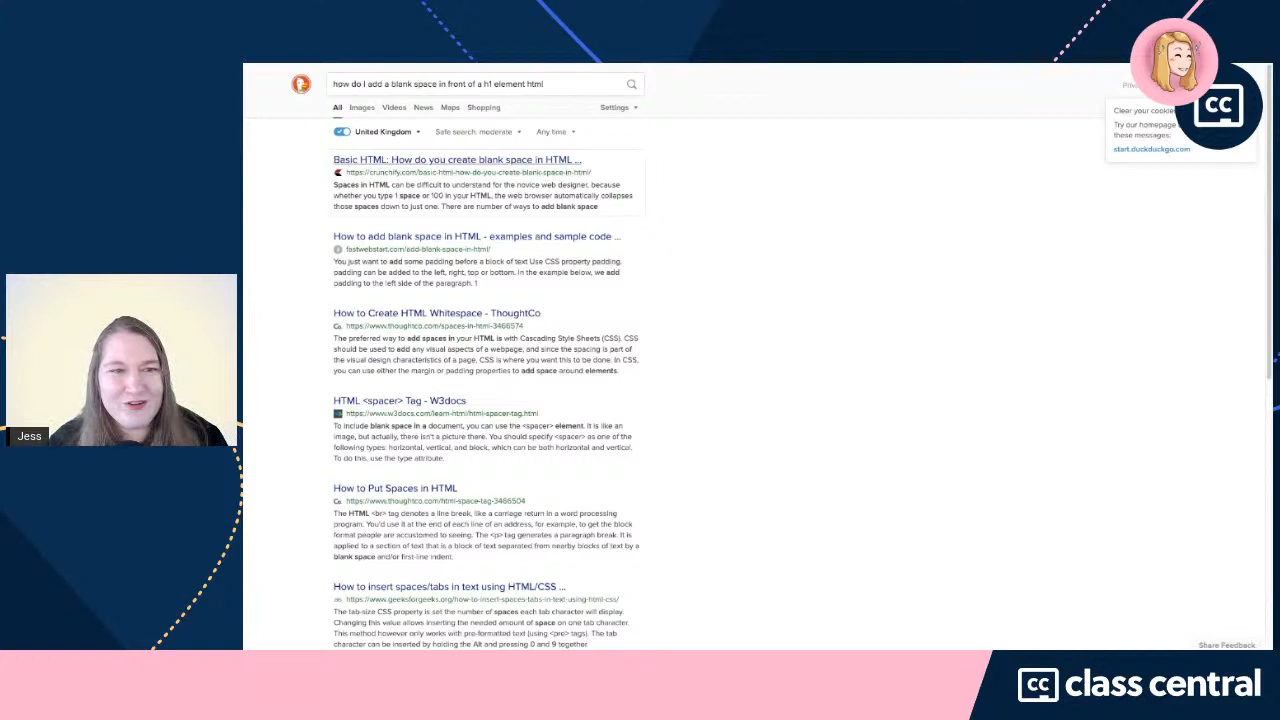 how do I add a blank space in front of a h1 element html
All Images Videos News Maps Shopping Settings
United Kingdom Safe search: moderate Any time
Basic HTML: How do you create blank space in HTML ...
https://crunchify.com/basic-html-how-do-you-create-blank-space-in-html/
Spaces in HTML can be difficult to understand for the novice web designer, because
whether you type 1 space or 100 in your HTML, the web browser automatically collapses
those spaces down to just one. There are number of ways to add blank space
How to add blank space in HTML - examples and sample code ...
fastwebstart.com/add-blank-space-in-html/
You just want to add some padding before a block of text Use CSS property padding.
padding can be added to the left, right, top or bottom. In the example below, we add
padding to the left side of the paragraph. 1
How to Create HTML Whitespace - ThoughtCo
Co. https://www.thoughtco.com/spaces-in-html-3466574
The preferred way to add spaces in your HTML is with Cascading Style Sheets (CSS). CSS
should be used to add any visual aspects of a webpage, and since the spacing is part of
the visual design characteristics of a page, CSS is where you want this to be done. In CSS,
you can use either the margin or padding properties to add space around elements.
HTML <spacer> Tag - W3docs
https://www.w3docs.com/learn-html/html-spacer-tag.html
To include blank space in a document, you can use the <spacer> element. It is like an
image, but actually, there isn't a picture there. You should specify <spacer> as one of the
following types: horizontal, vertical, and block, which can be both horizontal and vertical.
To do this, use the type attribute.
How to Put Spaces in HTML
Co. https://www.thoughtco.com/html-space-tag-3466504
The HTML <br> tag denotes a line break, like a carriage return in a word processing
program. You'd use it at the end of each line of an address, for example, to get the block
format people are accustomed to seeing. The <p> tag generates a paragraph break. It is
applied to a section of text that is a block of text separated from nearby blocks of text by a
blank space and/or first-line indent.
How to insert spaces/tabs in text using HTML/CSS ...
https://www.geeksforgeeks.org/how-to-insert-spaces-tabs-in-text-using-html-css/
The tab-size CSS property is set the number of spaces each tab character will display.
Changing this value allows inserting the needed amount of space on one tab character.
This method however only works with pre-formatted text (using <pre> tags). The tab
character can be inserted by holding the Alt and pressing 0 and 9 together.
Clear your cookies
Try our homepage
these messages:
start.duckduckgo.com
CC
Share Feedback
Jess
CC class central